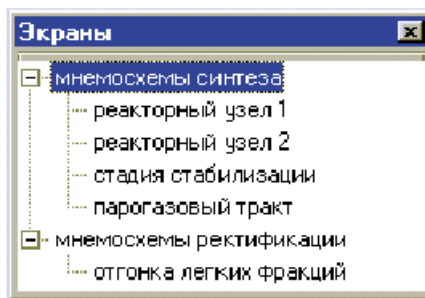 Экраны
мнемосхемы синтеза
реакторный узел 1
реакторный узел 2
стадия стабилизации
парогазовый тракт
мнемосхемы ректификации
отгонка легких фракций